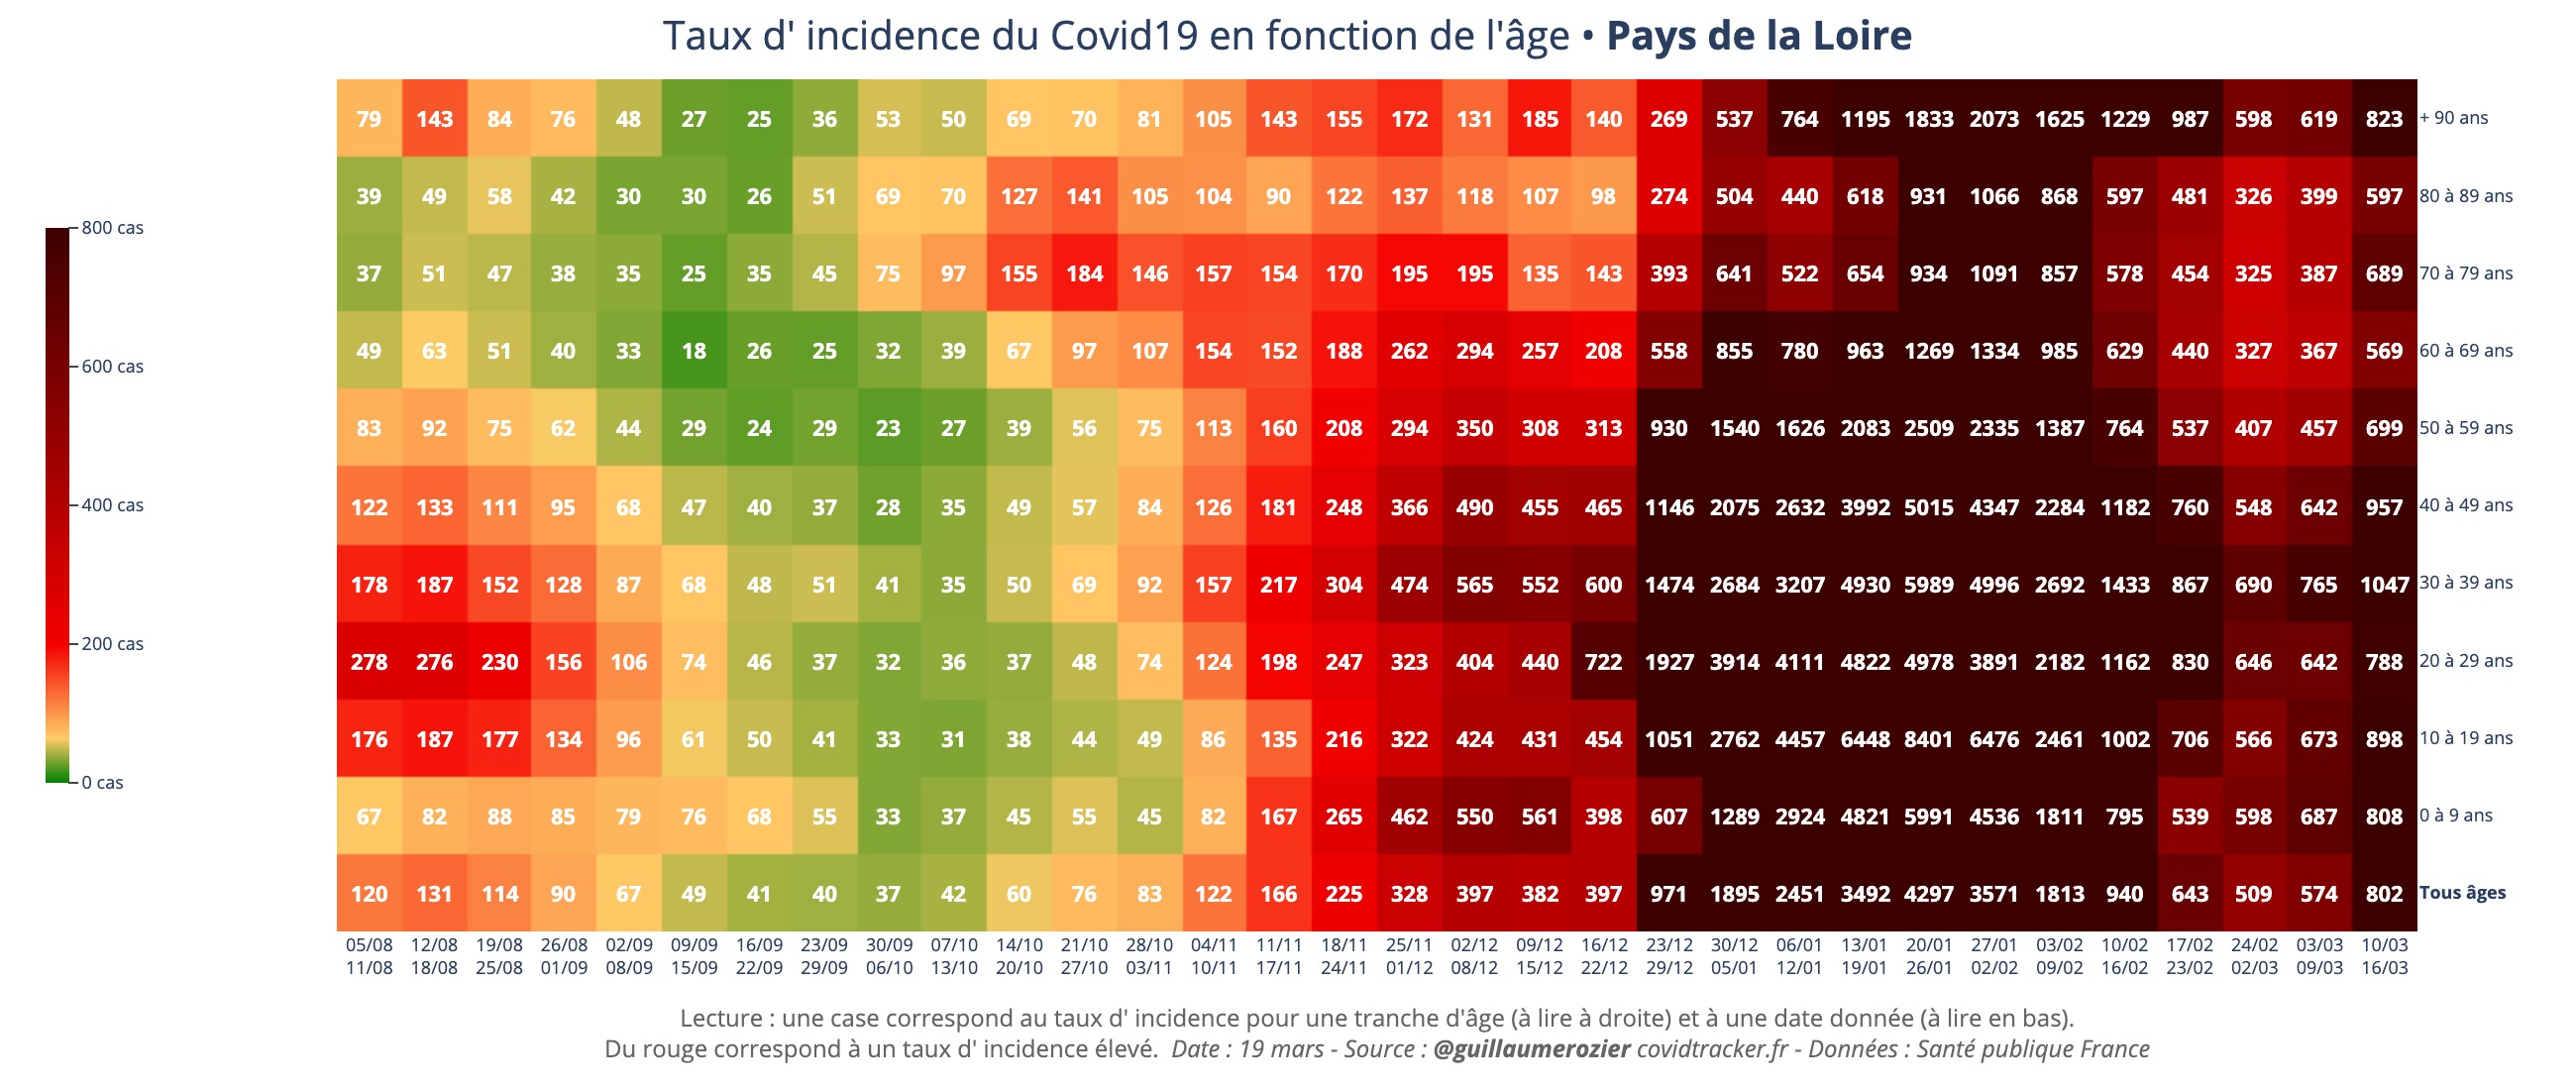 Taux d' incidence du Covid19 en fonction de l'âge • Pays de la Loire
79 143 84 76 48 27 25 36 53 50 69 70 81 105 143 155 172 131 185 140 269 537 764 1195 1833 2073 1625 1229 987 598 619 823 + 90 ans
39 49 58 42 30 30 26 51 69 70 127 141 105 104 90 122 137 118 107 98 274 504 440 618 931 1066 868 597 481 326 399 597 80 à 89 ans
800 cas
37 51 47 38 35 25 35 45 75 97 155 184 146 157 154 170 195 195 135 143 393 641 522 654 934 1091 857 578 454 325 387 689 70 à 79 ans
49 63 51 40 33 18 26 25 32 39 67 97 107 154 152 188 262 294 257 208 558 855 780 963 1269 1334 985 629 440 327 367 569 60 à 69 ans
600 cas
83 92 75 62 44 29 24 29 23 27 39 56 75 113 160 208 294 350 308 313 930 1540 1626 2083 2509 2335 1387 764 537 407 457 699 50 à 59 ans
400 cas
122 133 111 95 68 47 40 37 28 35 49 57 84 126 181 248 366 490 455 465 1146 2075 2632 3992 5015 4347 2284 1182 760 548 642 957 40 à 49 ans
178 187 152 128 87 68 48 51 41 35 50 69 92 157 217 304 474 565 552 600 1474 2684 3207 4930 5989 4996 2692 1433 867 690 765 1047 30 à 39 ans
200 cas
278 276 230 156 106 74 46 37 32 36 37 48 74 124 198 247 323 404 440 722 1927 3914 4111 4822 4978 3891 2182 1162 830 646 642 788 20 à 29 ans
176 187 177 134 96 61 50 41 33 31 38 44 49 86 135 216 322 424 431 454 1051 2762 4457 6448 8401 6476 2461 1002 706 566 673 898 10 à 19 ans
0 cas
67 82 88 85 79 76 68 55 33 37 45 55 45 82 167 265 462 550 561 398 607 1289 2924 4821 5991 4536 1811 795 539 598 687 808 0 à 9 ans
120 131 114 90 67 49 41 40 37 42 60 76 83 122 166 225 328 397 382 397 971 1895 2451 3492 4297 3571 1813 940 643 509 574 802 Tous âges
05/08 12/08 19/08 26/08 02/09 09/09 16/09 23/09 30/09 07/10 14/10 21/10 28/10 04/11 11/11 18/11 25/11 02/12 09/12 16/12 23/12 30/12 06/01 13/01 20/01 27/01 03/02 10/02 17/02 24/02 03/03 10/03
11/08 18/08 25/08 01/09 08/09 15/09 22/09 29/09 06/10 13/10 20/10 27/10 03/11 10/11 17/11 24/11 01/12 08/12 15/12 22/12 29/12 05/01 12/01 19/01 26/01 02/02 09/02 16/02 23/02 02/03 09/03 16/03
Lecture : une case correspond au taux d' incidence pour une tranche d'âge (à lire à droite) et à une date donnée (à lire en bas).
Du rouge correspond à un taux d' incidence élevé. Date : 19 mars - Source : @guillaumerozier covidtracker.fr - Données : Santé publique France